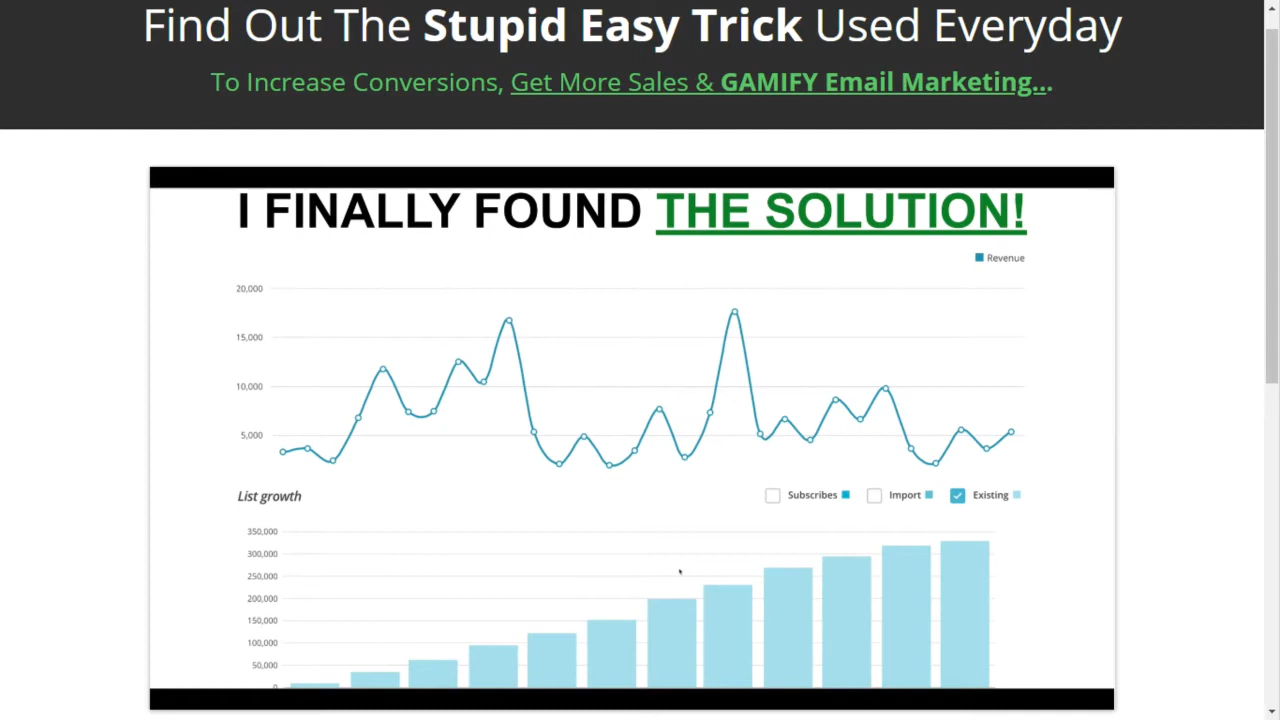 Find Out The Stupid Easy Trick Used Everyday
To Increase Conversions, Get More Sales & GAMIFY Email Marketing...
I FINALLY FOUND THE SOLUTION!
Revenue
20,000
15,000
10,000
5,000
List growth
Subscribes Import Existing
350,000
300,000
250,000
200,000
150,000
100,000
50,000
0